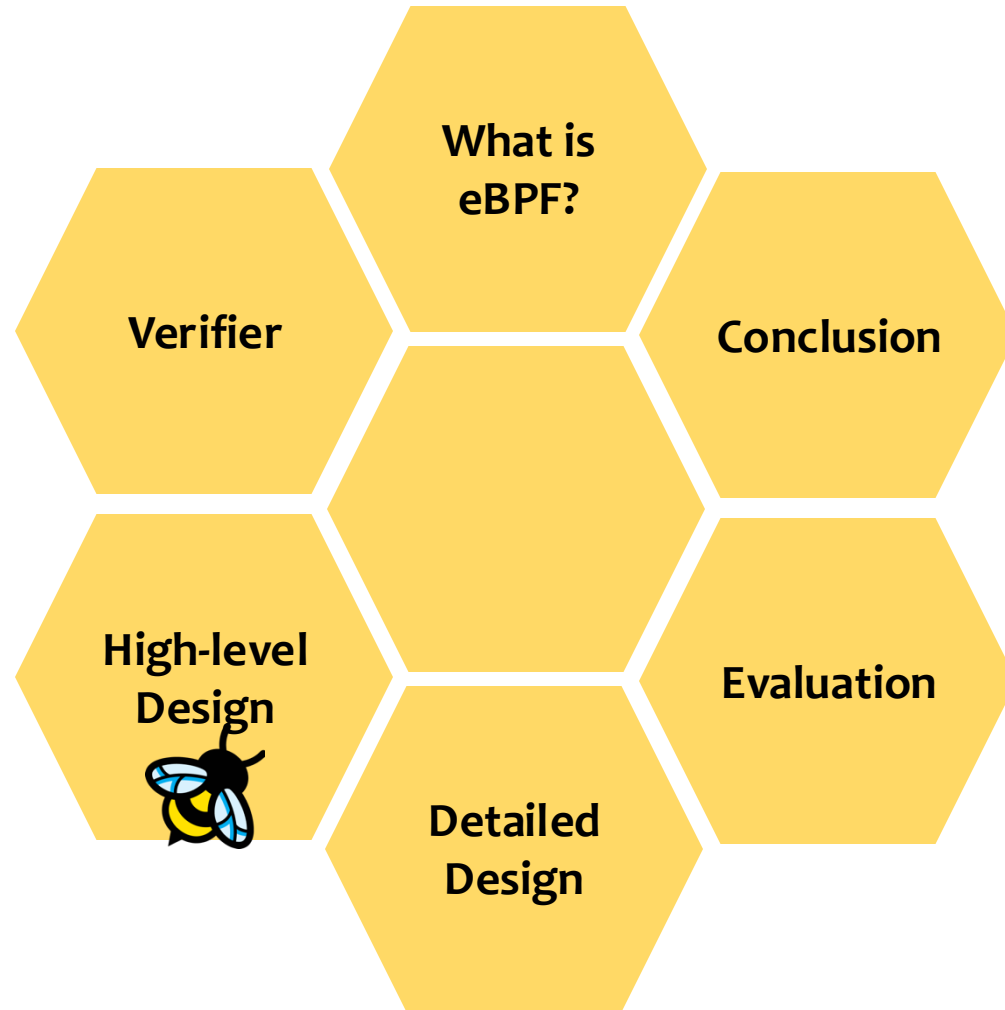 What is
eBPF?
Verifier
Conclusion
High-level
Design
Evaluation
Detailed
Design